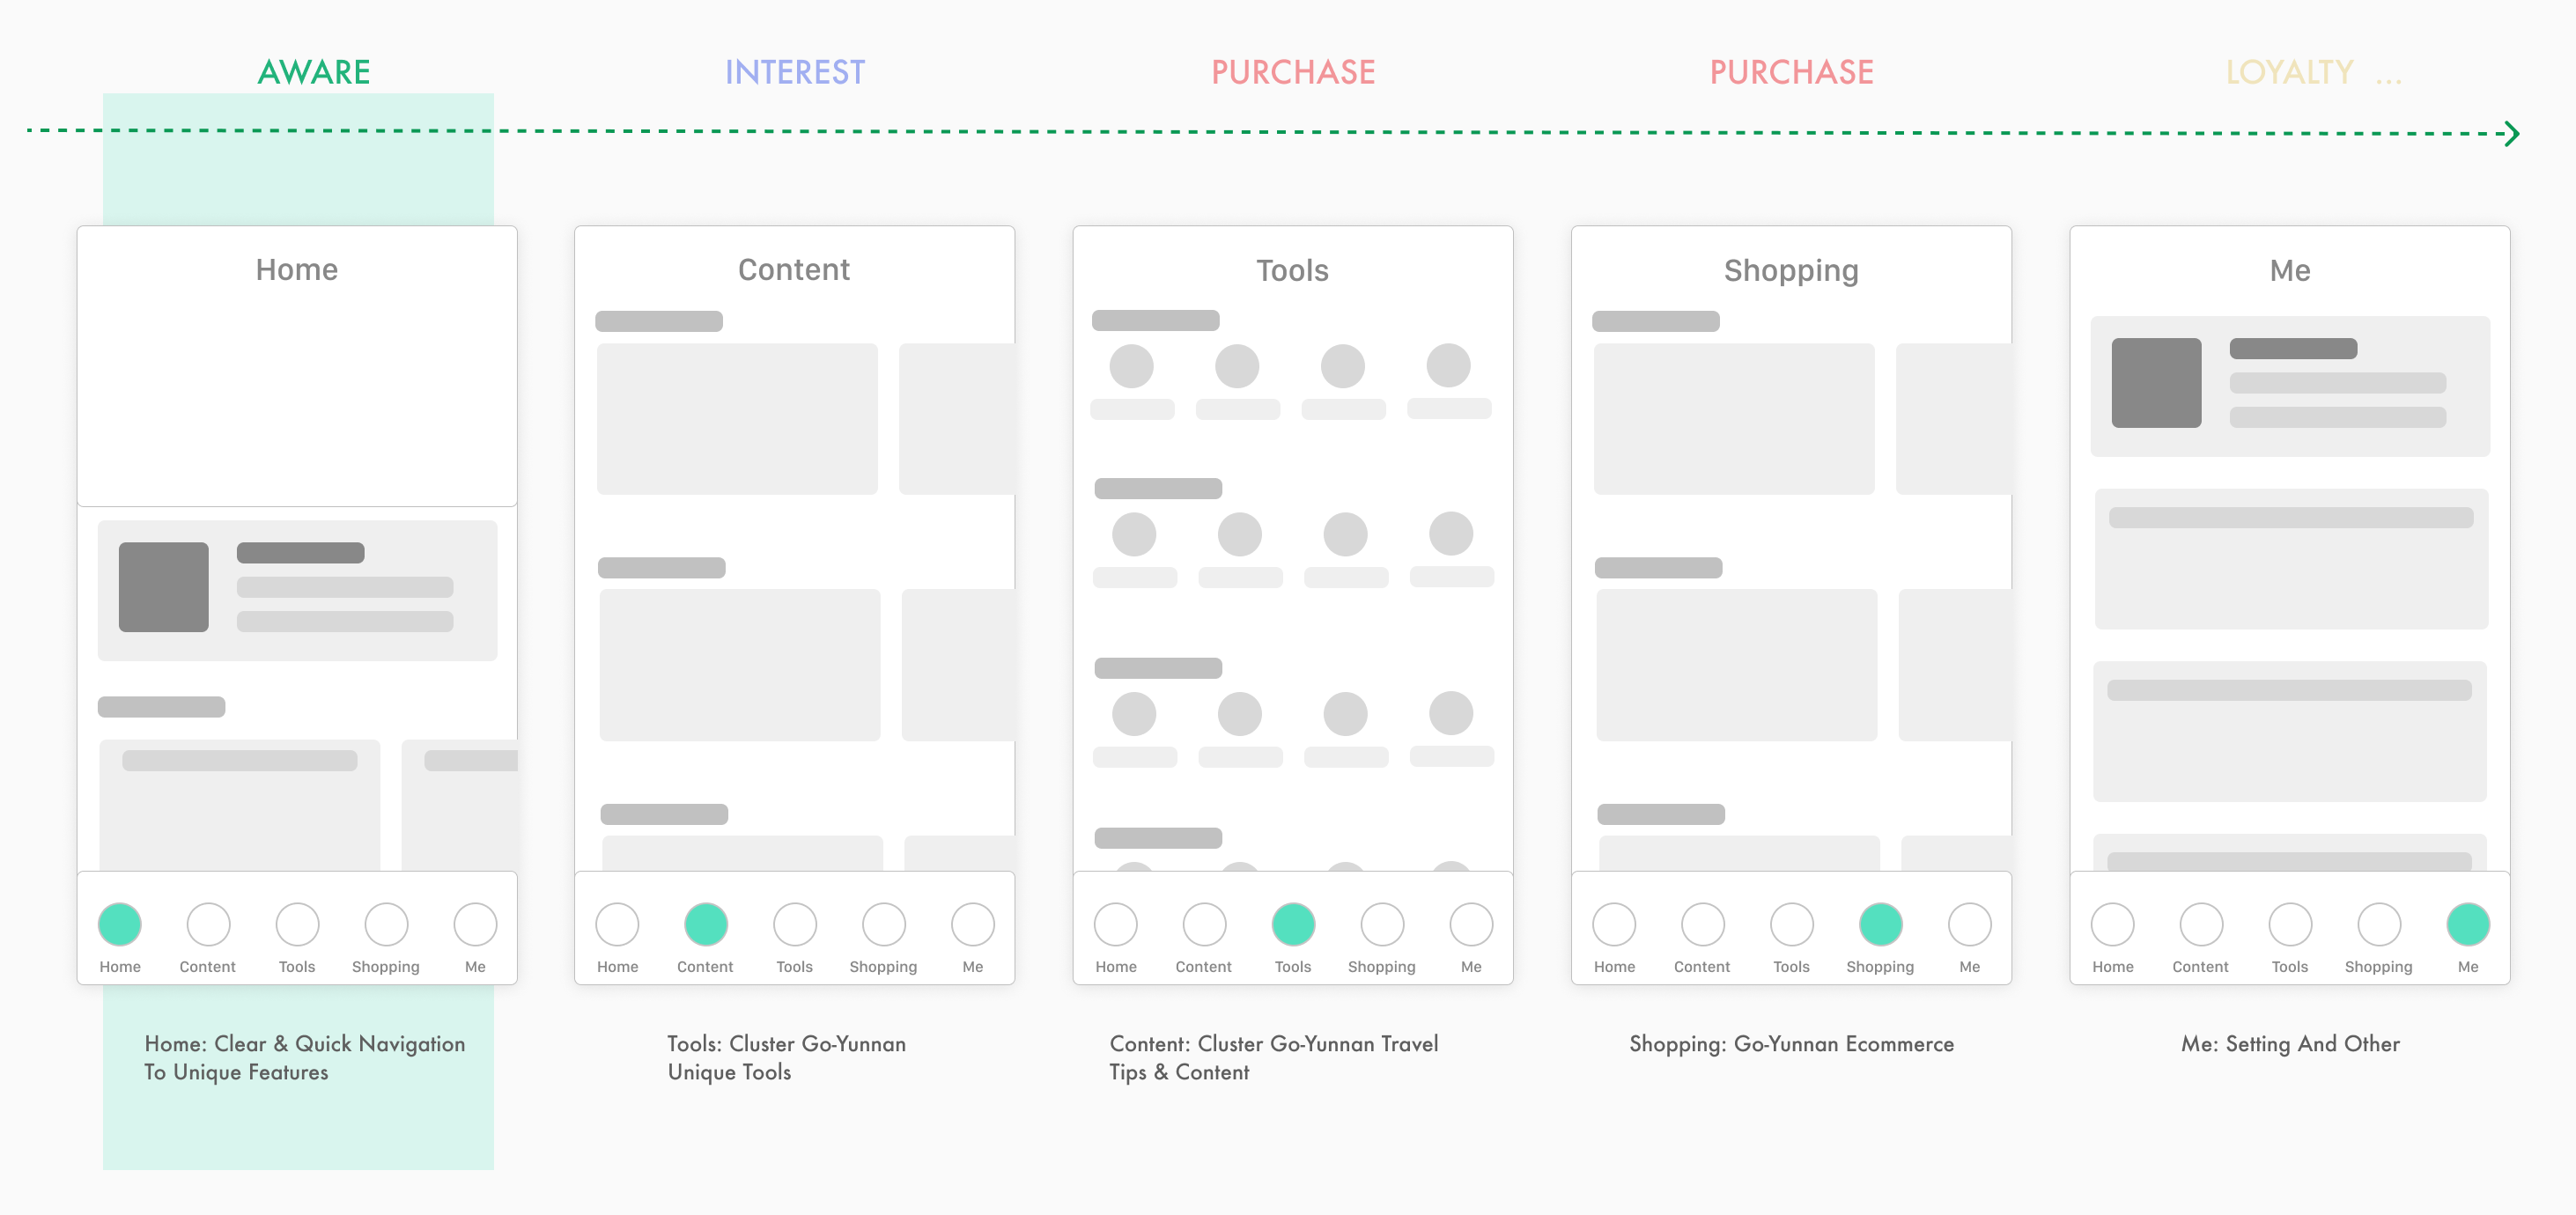 AWARE
INTEREST
PURCHASE
PURCHASE
LOYALTY ...
Home
Content
Tools
Shopping
Me
Home Content Tools Shopping Me
Home Content Tools Shopping Me
Home Content Tools Shopping Me
Home Content Tools Shopping Me
Home Content Tools Shopping Me
Home: Clear & Quick Navigation
To Unique Features
Tools: Cluster Go-Yunnan
Unique Tools
Content: Cluster Go-Yunnan Travel
Tips & Content
Shopping: Go-Yunnan Ecommerce
Me: Setting And Other